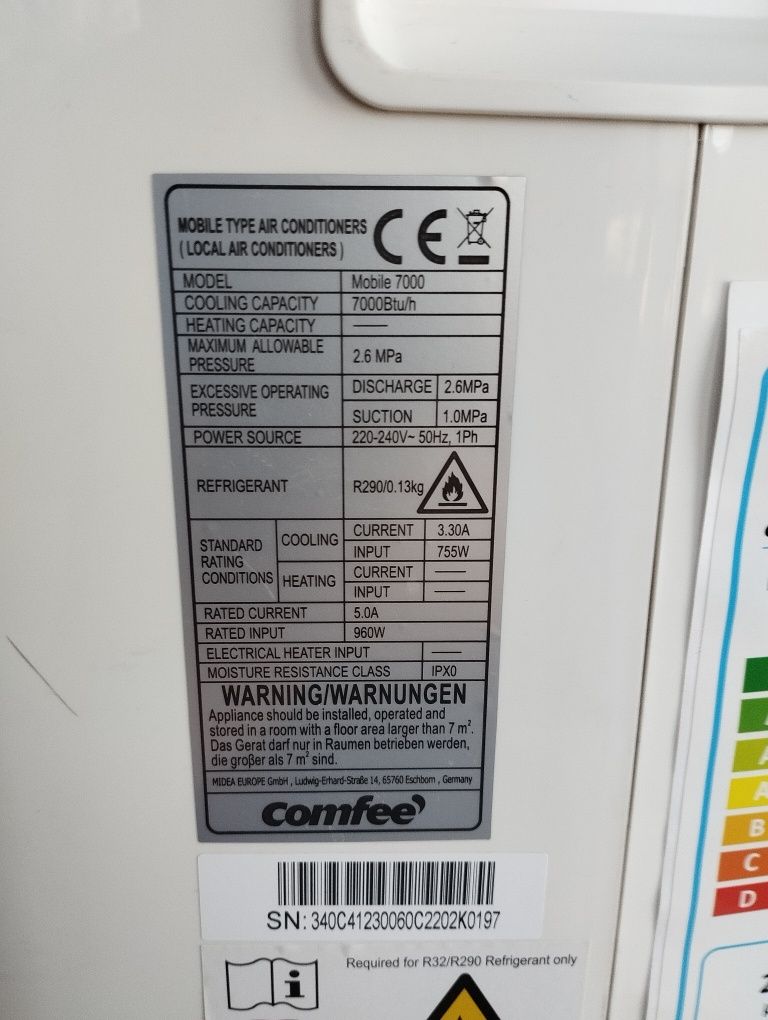 MOBILE TYPE AIR CONDITIONERS
( LOCAL AIR CONDITIONERS )
CE
MODEL Mobile 7000
COOLING CAPACITY 7000Btu/h
HEATING CAPACITY ——
MAXIMUM ALLOWABLE
PRESSURE 2.6 MPa
EXCESSIVE OPERATING
PRESSURE
DISCHARGE 2.6MPa
SUCTION 1.0MPa
POWER SOURCE 220-240V~ 50Hz, 1Ph
REFRIGERANT R290/0.13kg
STANDARD
RATING
CONDITIONS
COOLING
CURRENT 3.30A
INPUT 755W
HEATING
CURRENT ——
INPUT ——
RATED CURRENT 5.0A
RATED INPUT 960W
ELECTRICAL HEATER INPUT ——
MOISTURE RESISTANCE CLASS IPX0
WARNING/WARNUNGEN
Appliance should be installed, operated and
stored in a room with a floor area larger than 7 m².
Das Gerat darf nur in Raumen betrieben werden,
die großer als 7 m² sind.
MIDEA EUROPE GmbH , Ludwig-Erhard-Straße 14, 65760 Eschborn , Germany
comfee'
SN: 340C41230060C2202K0197
i
Required for R32/R290 Refrigerant only
A
B
C
D